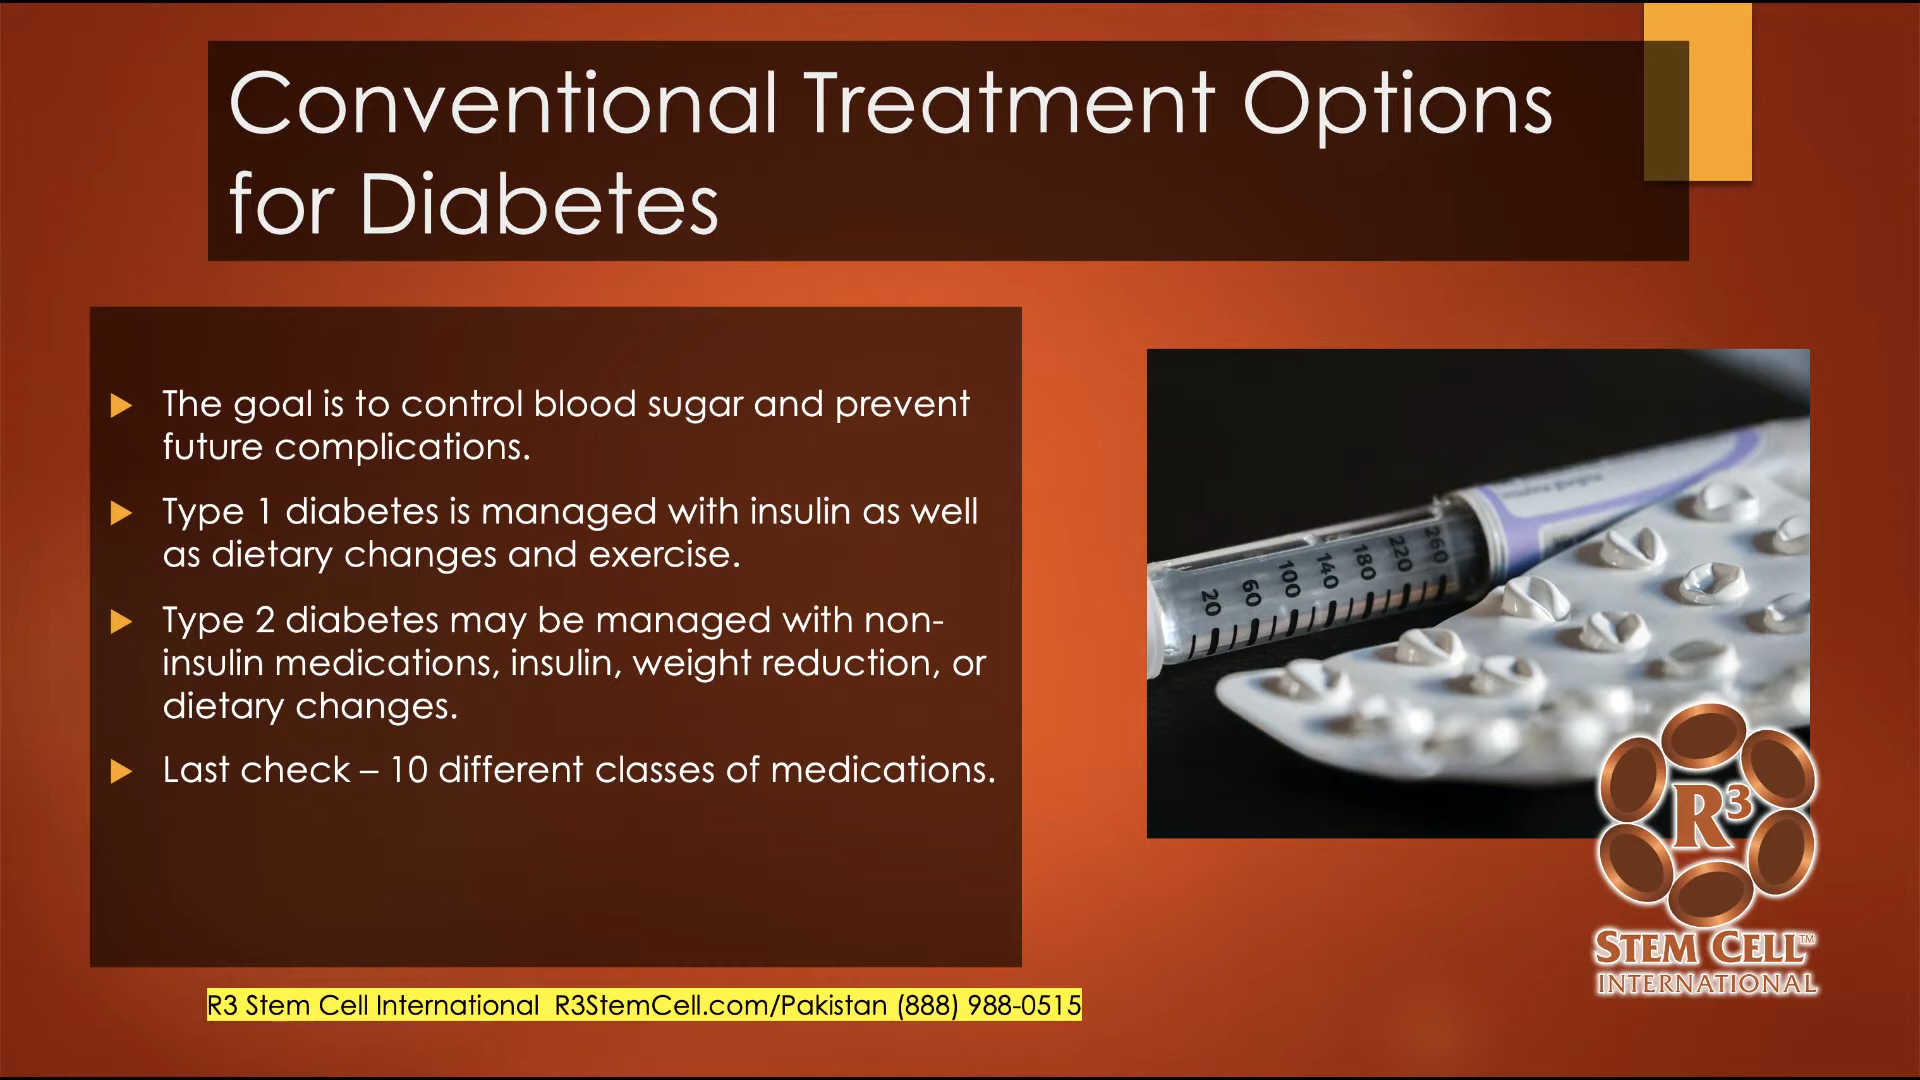 Conventional Treatment Options
for Diabetes
The goal is to control blood sugar and prevent
future complications.
Type 1 diabetes is managed with insulin as well
as dietary changes and exercise.
Type 2 diabetes may be managed with non-
insulin medications, insulin, weight reduction, or
dietary changes.
Last check – 10 different classes of medications.
20 60 100 140 180 220 260
R3
STEM CELL™
INTERNATIONAL
R3 Stem Cell International R3StemCell.com/Pakistan (888) 988-0515